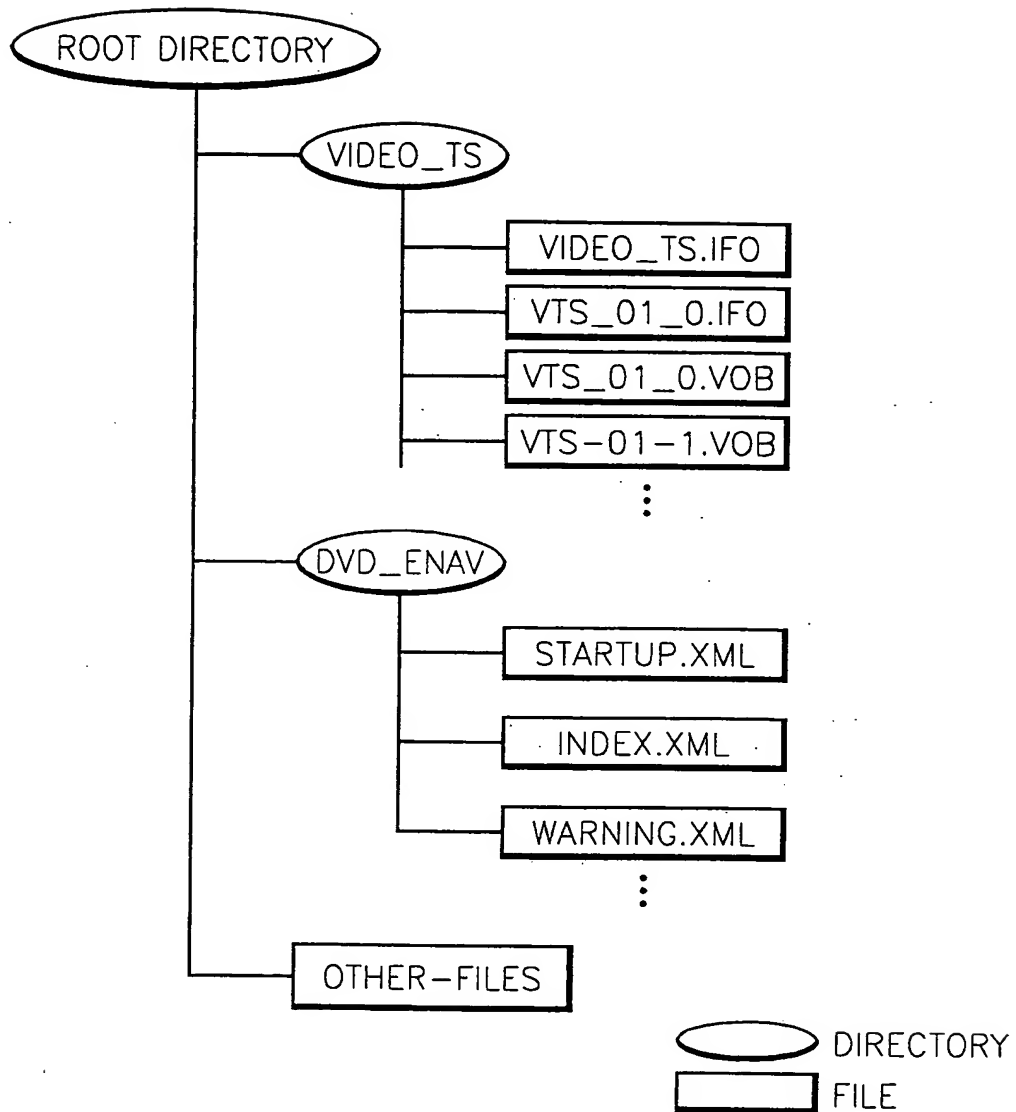 ROOT DIRECTORY
VIDEO_TS
VIDEO_TS.IFO
VTS_01_0.IFO
VTS_01_0.VOB
VTS-01-1.VOB
DVD_ENAV
STARTUP.XML
INDEX.XML
WARNING.XML
OTHER-FILES
DIRECTORY
FILE